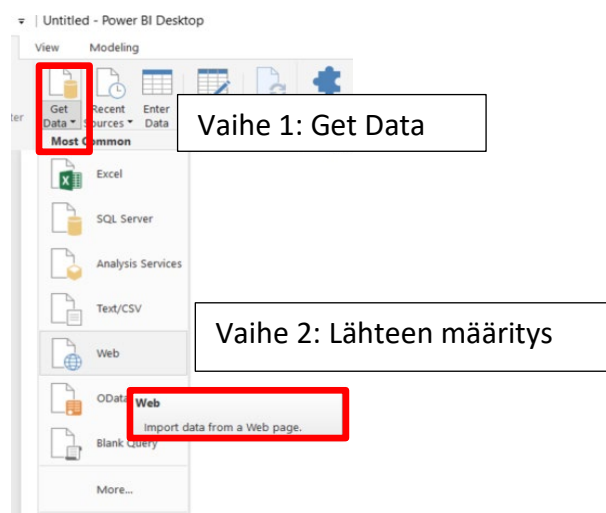 Untitled - Power BI Desktop
View Modeling
Get Data
Recent Sources
Enter Data
Vaihe 1: Get Data
Most Common
Excel
SQL Server
Analysis Services
Text/CSV
Vaihe 2: Lähteen määritys
Web
OData
Web
Import data from a Web page.
Blank Query
More...